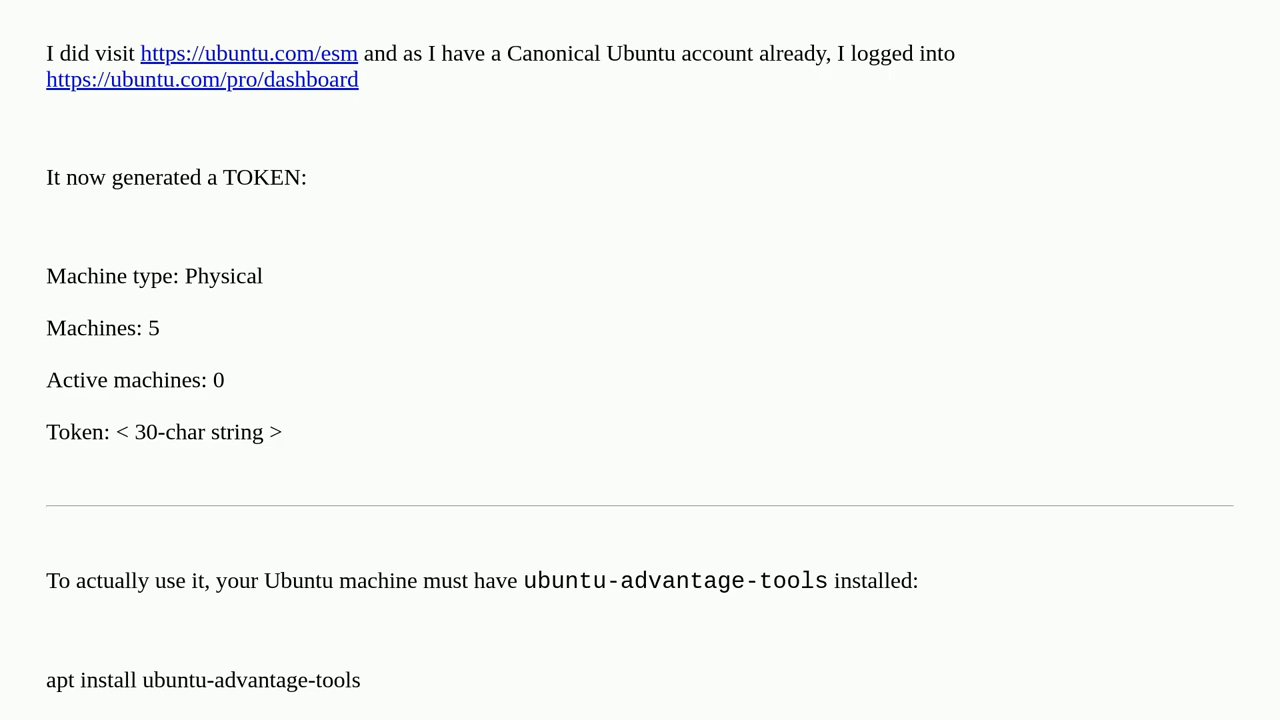 I did visit https://ubuntu.com/esm and as I have a Canonical Ubuntu account already, I logged into
https://ubuntu.com/pro/dashboard
It now generated a TOKEN:
Machine type: Physical
Machines: 5
Active machines: 0
Token: < 30-char string >
To actually use it, your Ubuntu machine must have ubuntu-advantage-tools installed:
apt install ubuntu-advantage-tools